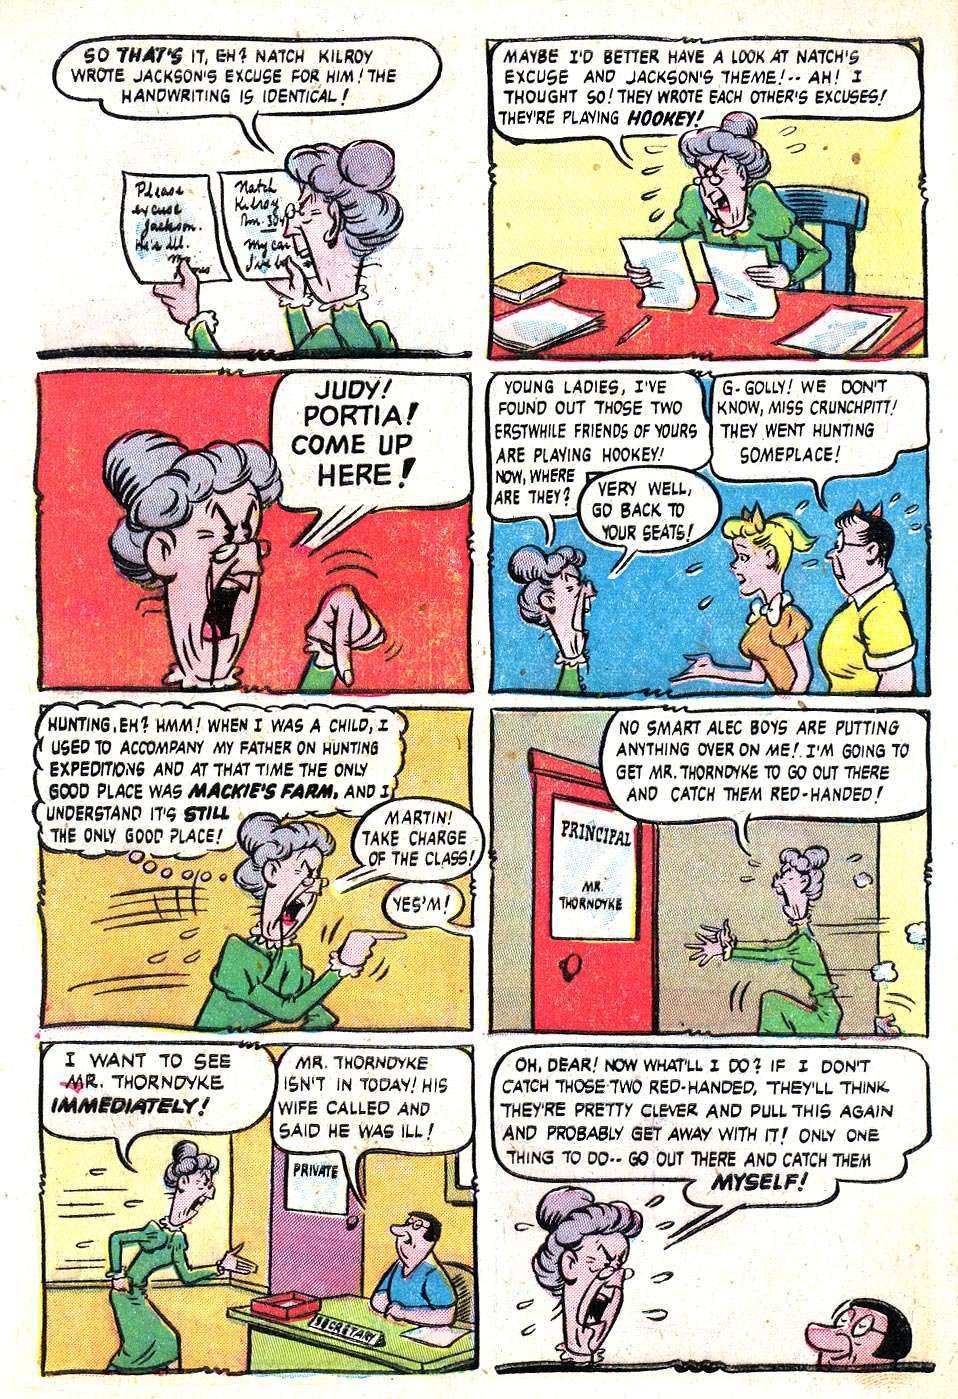 SO THAT'S IT, EH? NATCH KILROY
WROTE JACKSON'S EXCUSE FOR HIM! THE
HANDWRITING IS IDENTICAL!
Please
excuse
Jackson.
He's ill.
Natch
Kilroy
Rm. 304
My car
I've
MAYBE I'D BETTER HAVE A LOOK AT NATCH'S
EXCUSE AND JACKSON'S THEME!-- AH! I
THOUGHT SO! THEY WROTE EACH OTHER'S EXCUSES!
THEY'RE PLAYING HOOKEY!
JUDY!
PORTIA!
COME UP
HERE!
YOUNG LADIES, I'VE
FOUND OUT THOSE TWO
ERSTWHILE FRIENDS OF YOURS
ARE PLAYING HOOKEY!
NOW, WHERE
ARE THEY?
G-GOLLY! WE DON'T
KNOW, MISS CRUNCHPITT!
THEY WENT HUNTING
SOMEPLACE!
VERY WELL,
GO BACK TO
YOUR SEATS!
HUNTING, EH? HMM! WHEN I WAS A CHILD, I
USED TO ACCOMPANY MY FATHER ON HUNTING
EXPEDITIONS AND AT THAT TIME THE ONLY
GOOD PLACE WAS MACKIE'S FARM, AND I
UNDERSTAND IT'S STILL
THE ONLY GOOD PLACE!
MARTIN!
TAKE CHARGE
OF THE CLASS!
YES'M!
NO SMART ALEC BOYS ARE PUTTING
ANYTHING OVER ON ME! I'M GOING TO
GET MR. THORNDYKE TO GO OUT THERE
AND CATCH THEM RED-HANDED!
PRINCIPAL
MR.
THORNDYKE
I WANT TO SEE
MR. THORNDYKE
IMMEDIATELY!
MR. THORNDYKE
ISN'T IN TODAY! HIS
WIFE CALLED AND
SAID HE WAS ILL!
PRIVATE
SECRETARY
OH, DEAR! NOW WHAT'LL I DO? IF I DON'T
CATCH THOSE TWO RED-HANDED, THEY'LL THINK
THEY'RE PRETTY CLEVER AND PULL THIS AGAIN
AND PROBABLY GET AWAY WITH IT! ONLY ONE
THING TO DO-- GO OUT THERE AND CATCH THEM
MYSELF!